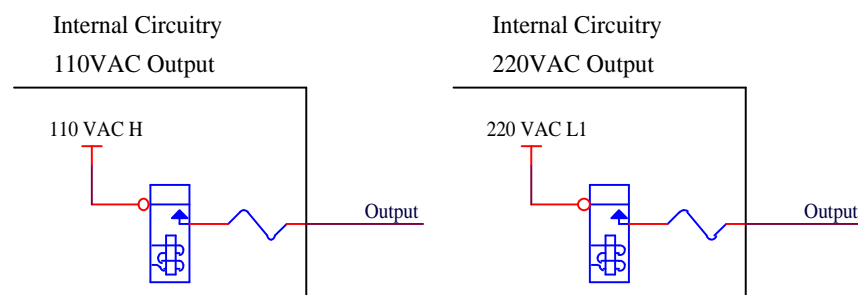 Internal Circuitry
110VAC Output
110 VAC H
Output
Internal Circuitry
220VAC Output
220 VAC L1
Output